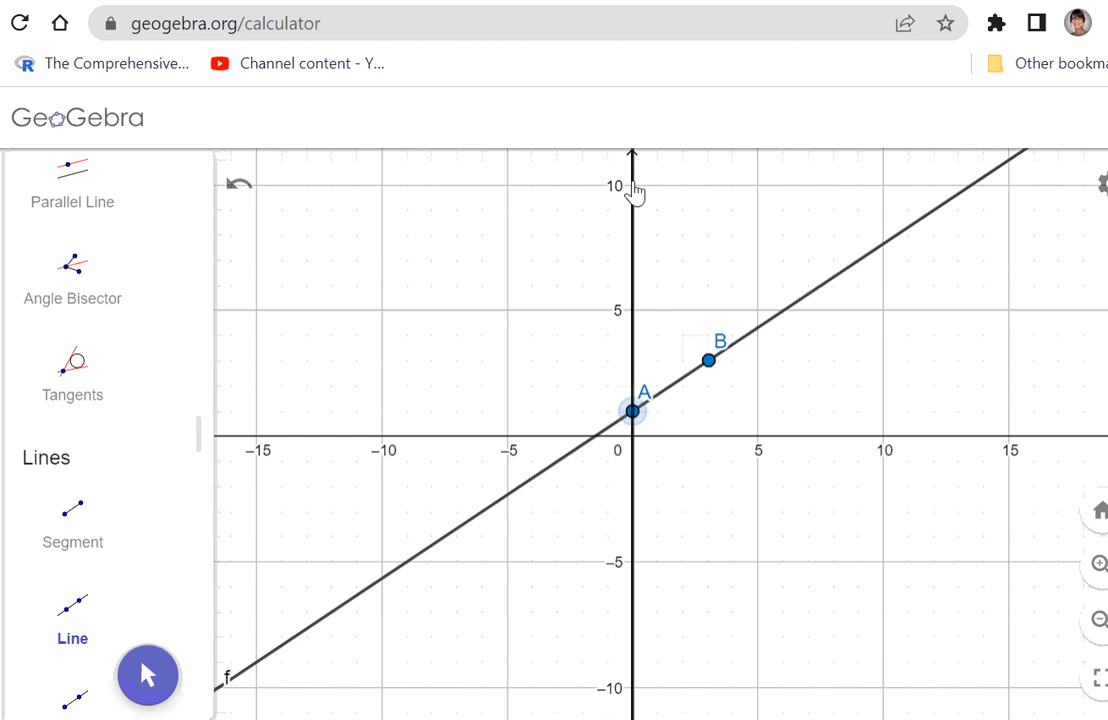 geogebra.org/calculator
The Comprehensive...
Channel content - Y...
Other bookma
GeoGebra
Parallel Line
Angle Bisector
Tangents
Lines
Segment
Line
10
5
B
A
−15
−10
−5
0
5
10
15
−5
f
−10